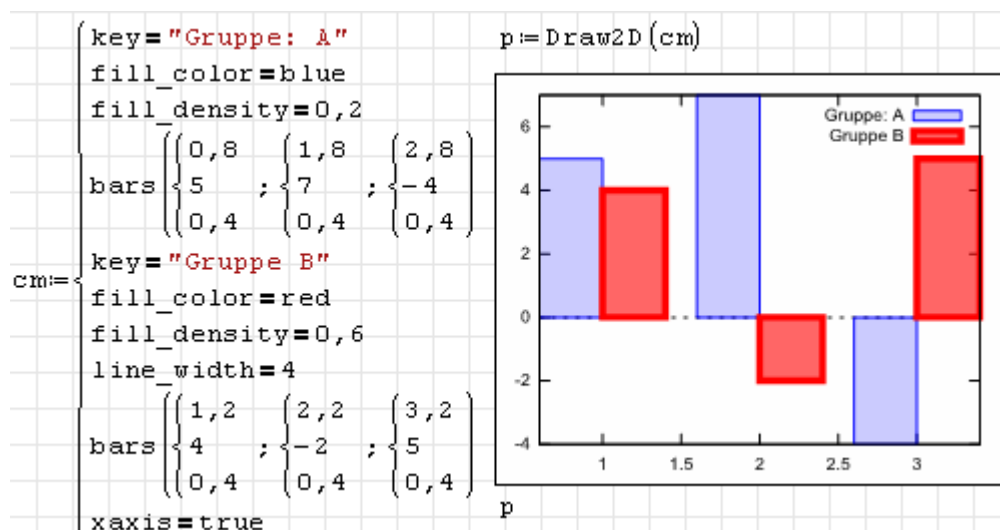 key="Gruppe: A"
fill_color=blue
fill_density=0,2
bars 0,8 1,8 2,8
5 ; 7 ; -4
0,4 0,4 0,4
key="Gruppe B"
cm:=
fill_color=red
fill_density=0,6
line_width=4
bars 1,2 2,2 3,2
4 ; -2 ; 5
0,4 0,4 0,4
xaxis=true
p:=Draw2D(cm)
Gruppe: A
Gruppe B
6
4
2
0
-2
-4
1 1.5 2 2.5 3
p